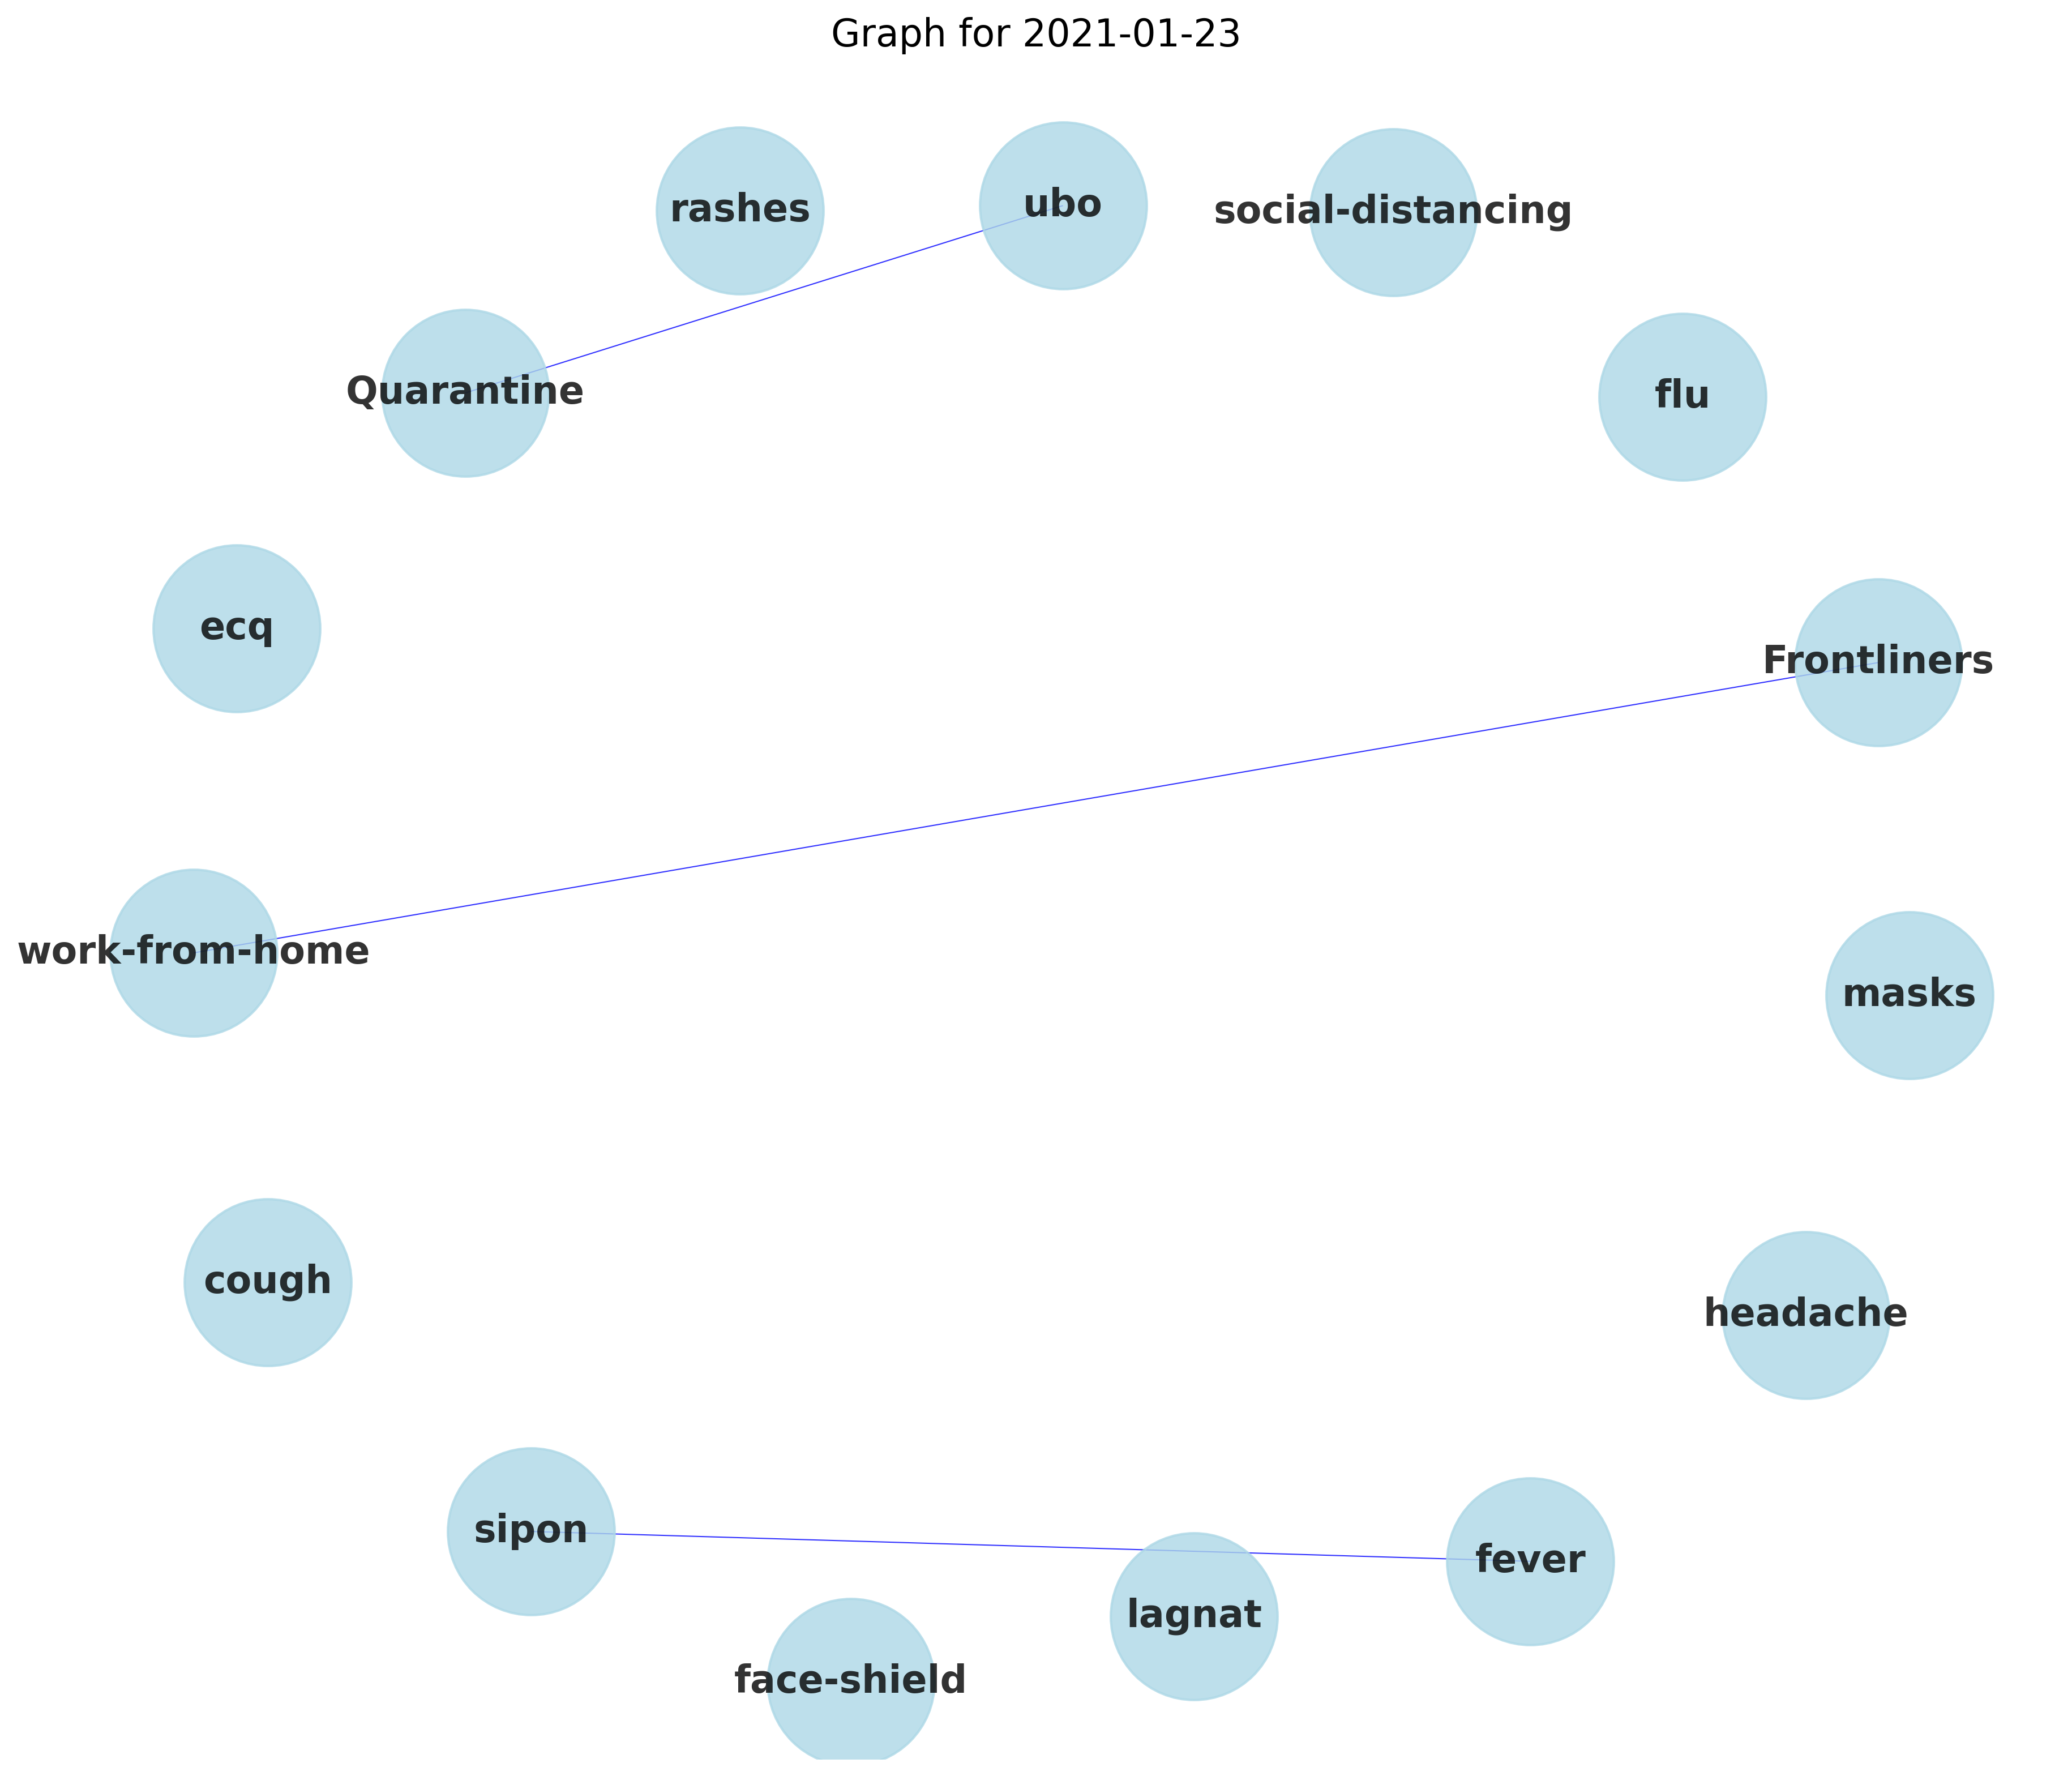 Graph for 2021-01-23
rashes
ubo
social-distancing
Quarantine
flu
ecq
Frontliners
work-from-home
masks
cough
headache
sipon
fever
lagnat
face-shield